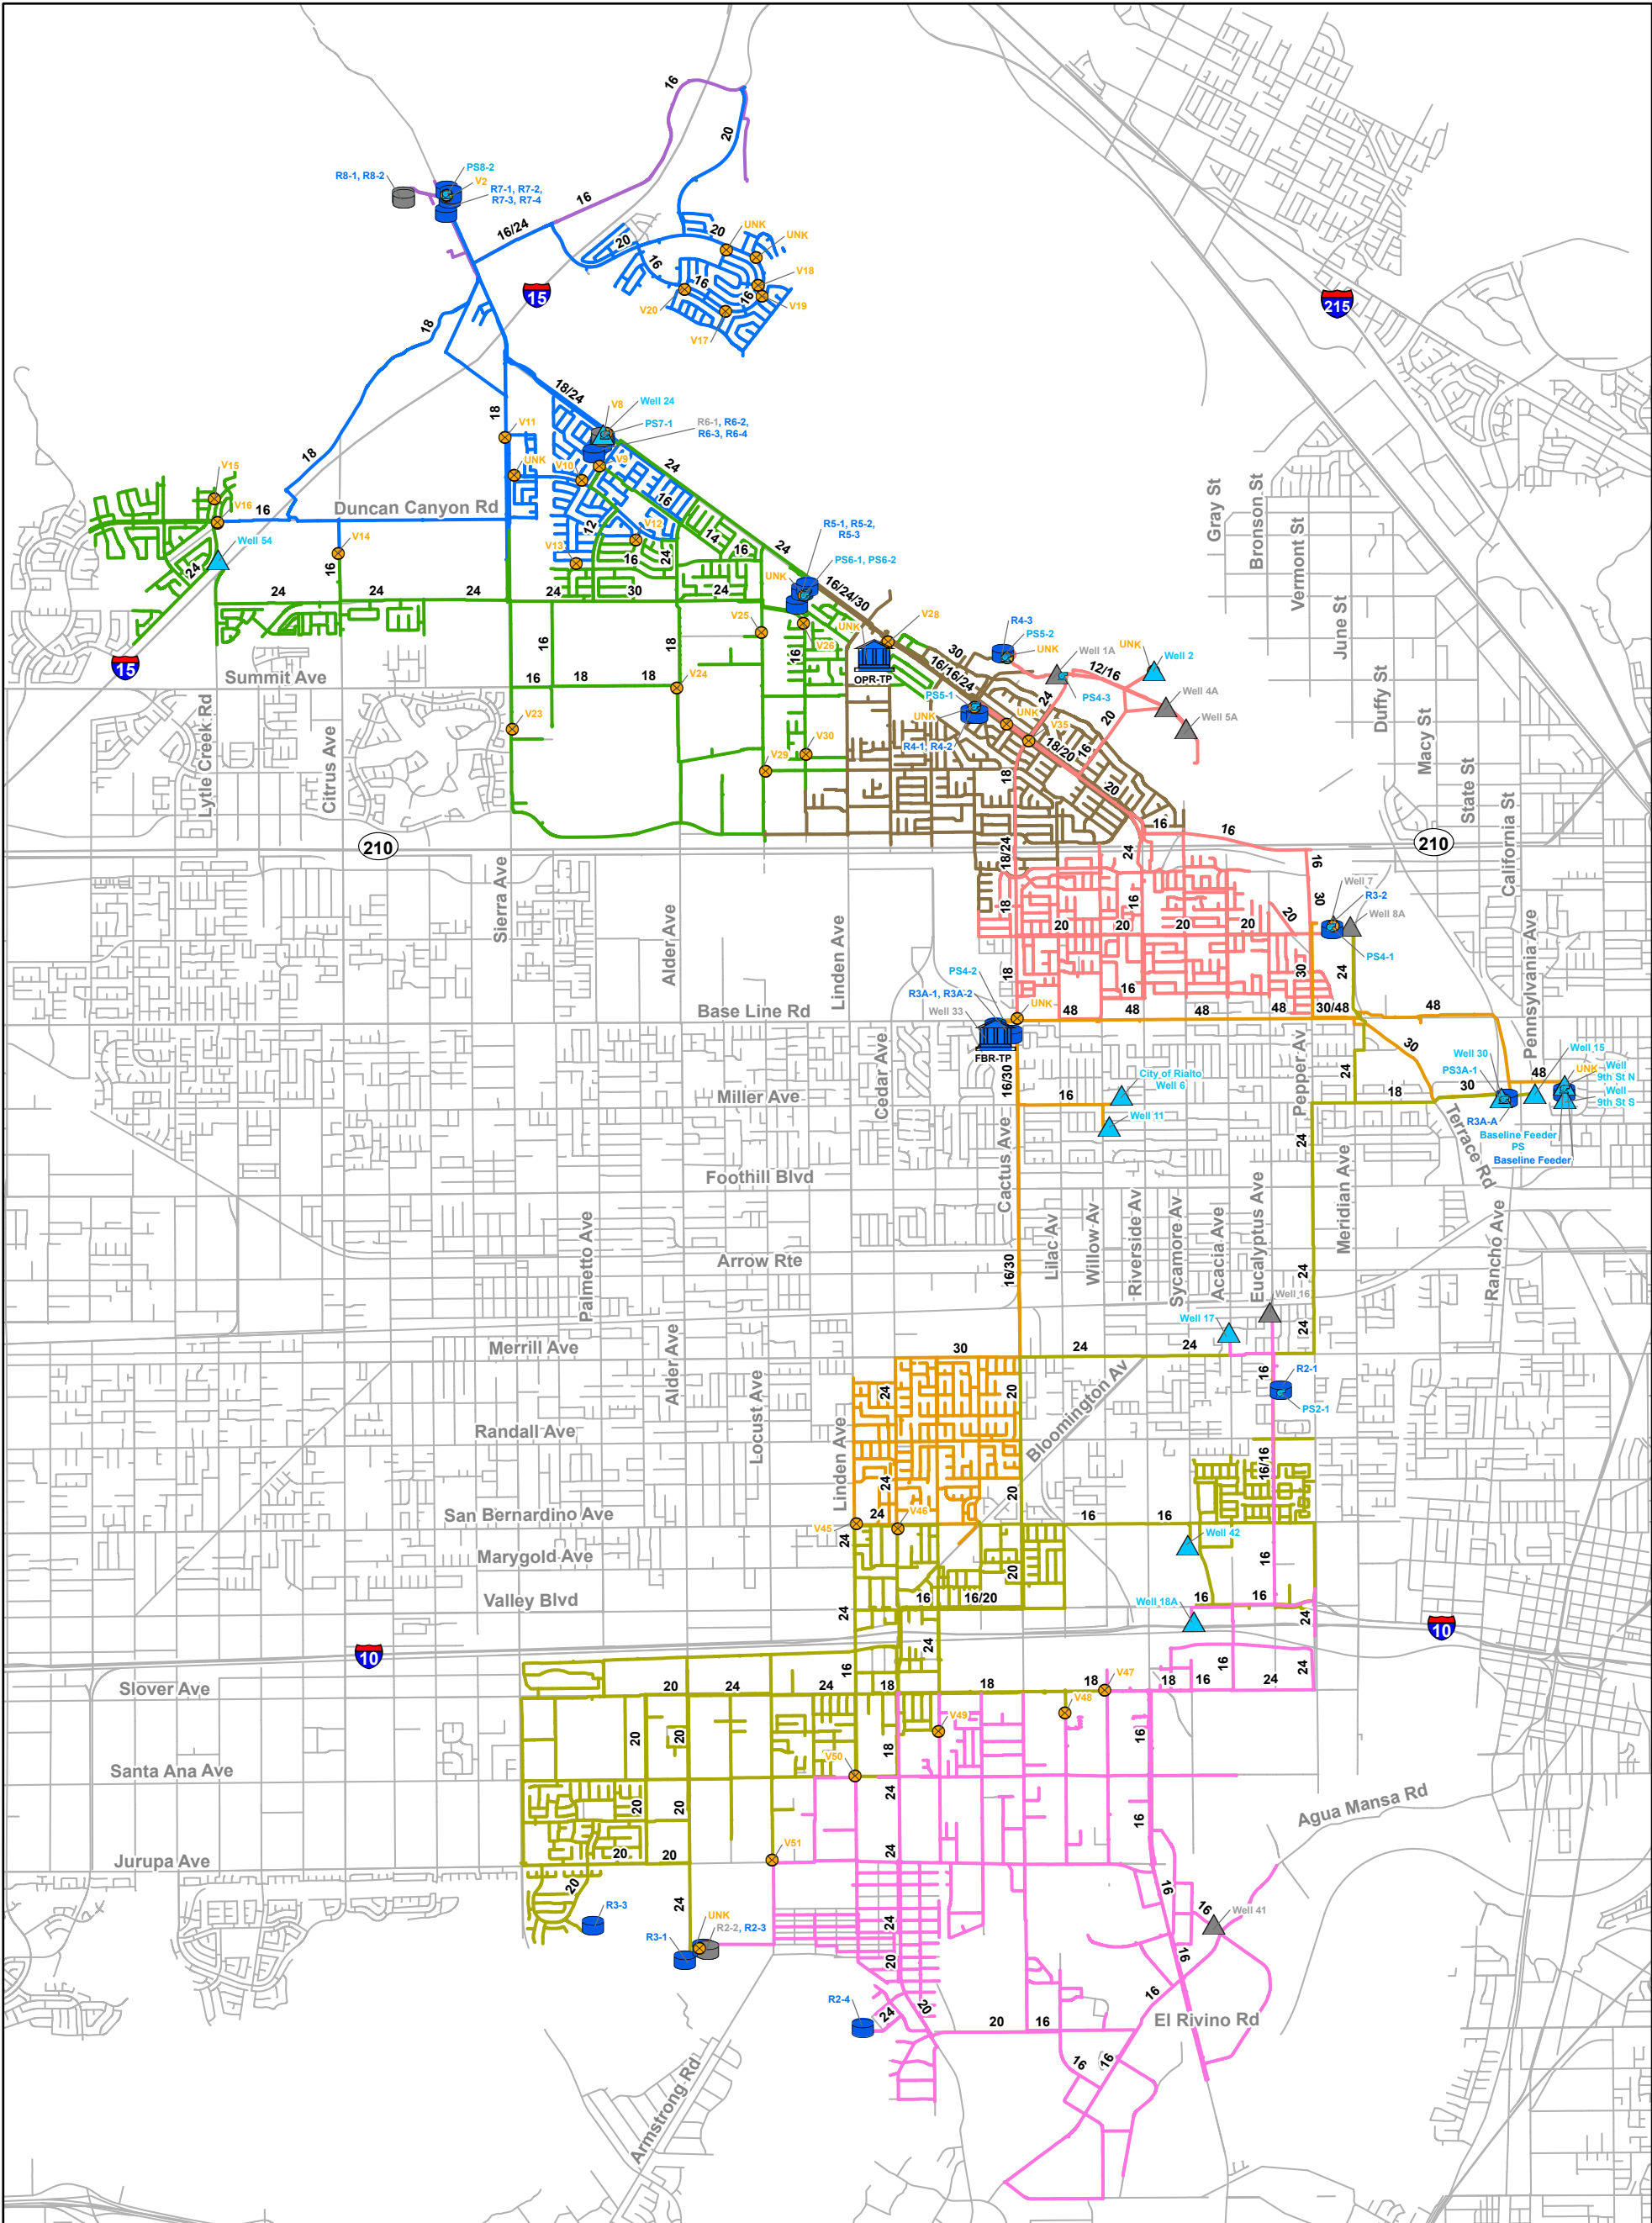 16
20
PS8-2
V2
R8-1, R8-2
R7-1, R7-2,
R7-3, R7-4
16
16/24
20
20
UNK
UNK
16
16
V18
16
V19
V20
V17
15
215
18
18/24
18
V11
V8
Well 24
PS7-1
R6-1, R6-2,
R6-3, R6-4
V9
UNK
V10
24
16
18
V15
V16
16
Duncan Canyon Rd
12
V12
14
16
24
R5-1, R5-2,
R5-3
V14
V13
16
24
Well 54
24
16
PS6-1, PS6-2
UNK
16/24/30
24
24
24
24
30
24
V25
V26
UNK
V28
R4-3
PS5-2
UNK
30
Well 1A
12/16
UNK
Well 2
16
18
16
15
Summit Ave
16
18
18
V24
OPR-TP
16/16/24
PS5-1
24
PS4-3
Well 4A
Well 5A
UNK
UNK
V35
20
R4-1, R4-2
18/20
16
V23
V30
V29
18
20
Lytle Creek Rd
Citrus Ave
Gray St
Bronson St
Vermont St
June St
Duffy St
Macy St
State St
California St
210
16
16
210
18/24
24
16
30
Well 7
R3-2
Well 8A
PS4-1
Sierra Ave
Alder Ave
Linden Ave
18
16
20
20
20
20
20
30
24
Pennsylvania Ave
18
16
PS4-2
R3A-1, R3A-2
Well 33
UNK
Base Line Rd
48
48
48
48
30/48
48
FBR-TP
30
Cedar Ave
16/30
City of Rialto
Well 6
Well 11
16
Miller Ave
Pepper Av
24
24
18
30
48
Well 30
PS3A-1
Well 15
UNK
Well
9th St N
Well
9th St S
R3A-A
Baseline Feeder
PS
Baseline Feeder
Terrace Rd
Foothill Blvd
Cactus Ave
Lilac Av
Willow Av
Riverside Av
Sycamore Av
Acacia Ave
Eucalyptus Ave
Meridian Ave
Rancho Ave
Palmetto Ave
Arrow Rte
16/30
24
Well 16
Well 17
24
Merrill Ave
30
24
24
Alder Ave
Locust Ave
24
20
Bloomington Av
16
R2-1
PS2-1
Randall Ave
Linden Ave
24
16/16
20
San Bernardino Ave
24
V46
V45
16
16
24
Marygold Ave
Well 42
20
16
Valley Blvd
16
16/20
Well 18A
16
16
24
24
24
10
10
16
16
24
Slover Ave
20
24
24
18
18
18
V47
18
16
24
V48
V49
20
20
18
16
V50
Santa Ana Ave
24
20
20
16
Agua Mansa Rd
V51
24
Jurupa Ave
20
20
20
16
R3-3
24
UNK
R2-2, R2-3
R3-1
24
20
16
Well 41
16
16
R2-4
24
20
20
16
El Rivino Rd
16
16
Armstrong Rd